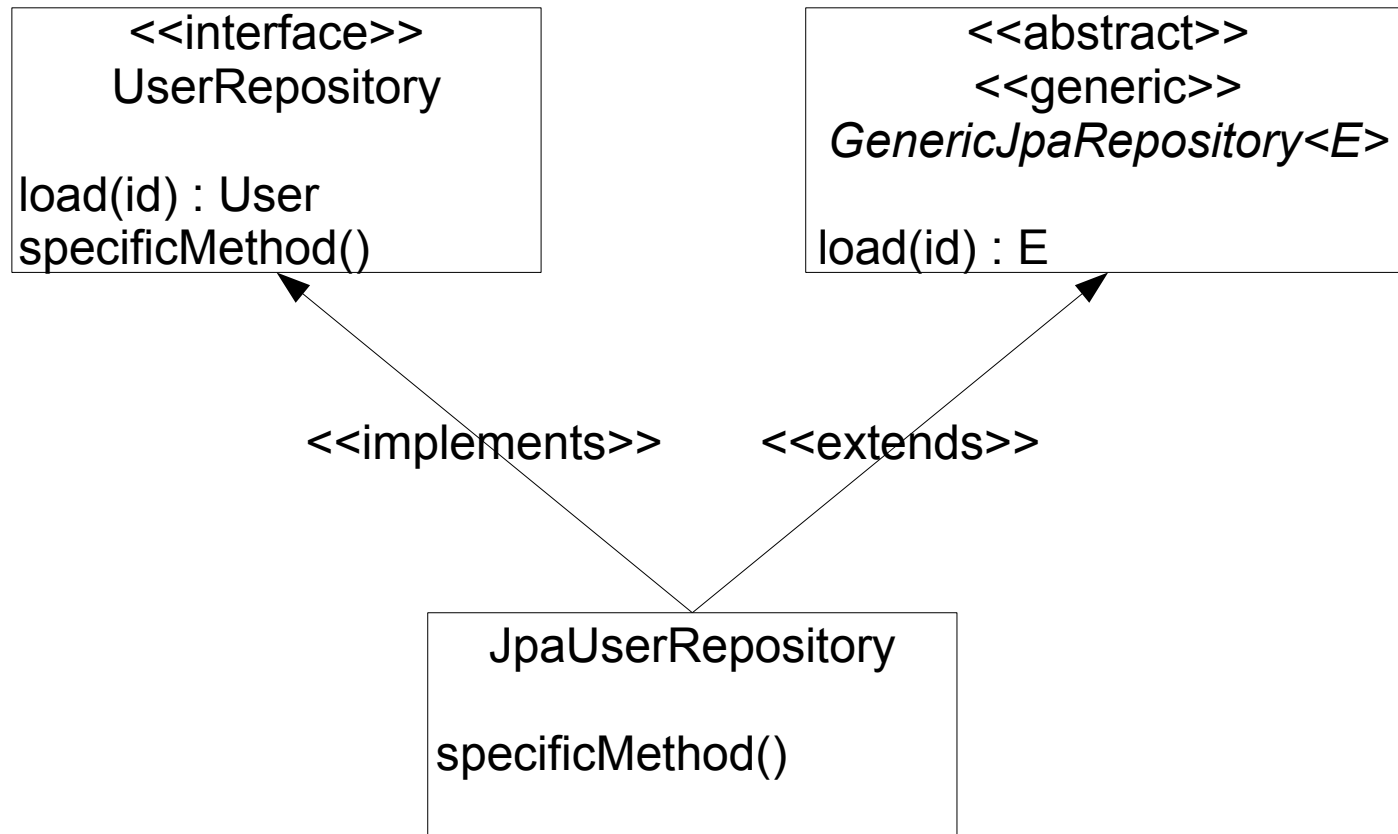 <<interface>>
UserRepository
load(id) : User
specificMethod()
<<abstract>>
<<generic>>
GenericJpaRepository<E>
load(id) : E
<<implements>>
<<extends>>
JpaUserRepository
specificMethod()